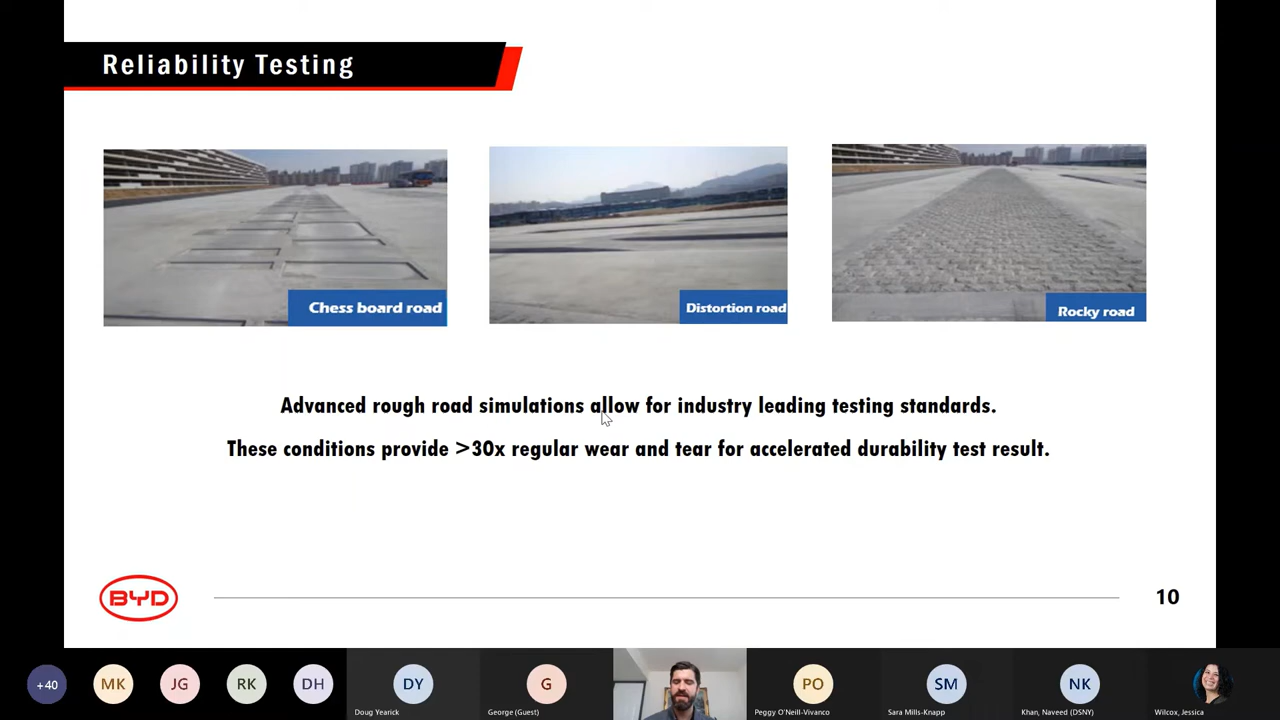 Reliability Testing
Chess board road
Distortion road
Rocky road
Advanced rough road simulations allow for industry leading testing standards.
These conditions provide >30x regular wear and tear for accelerated durability test result.
BYD
10
+40
MK
JG
RK
DH
DY
Doug Yearick
G
George (Guest)
PO
Peggy O'Neill-Vivanco
SM
Sara Mills-Knapp
NK
Khan, Naveed (DSNY)
Wilcox, Jessica